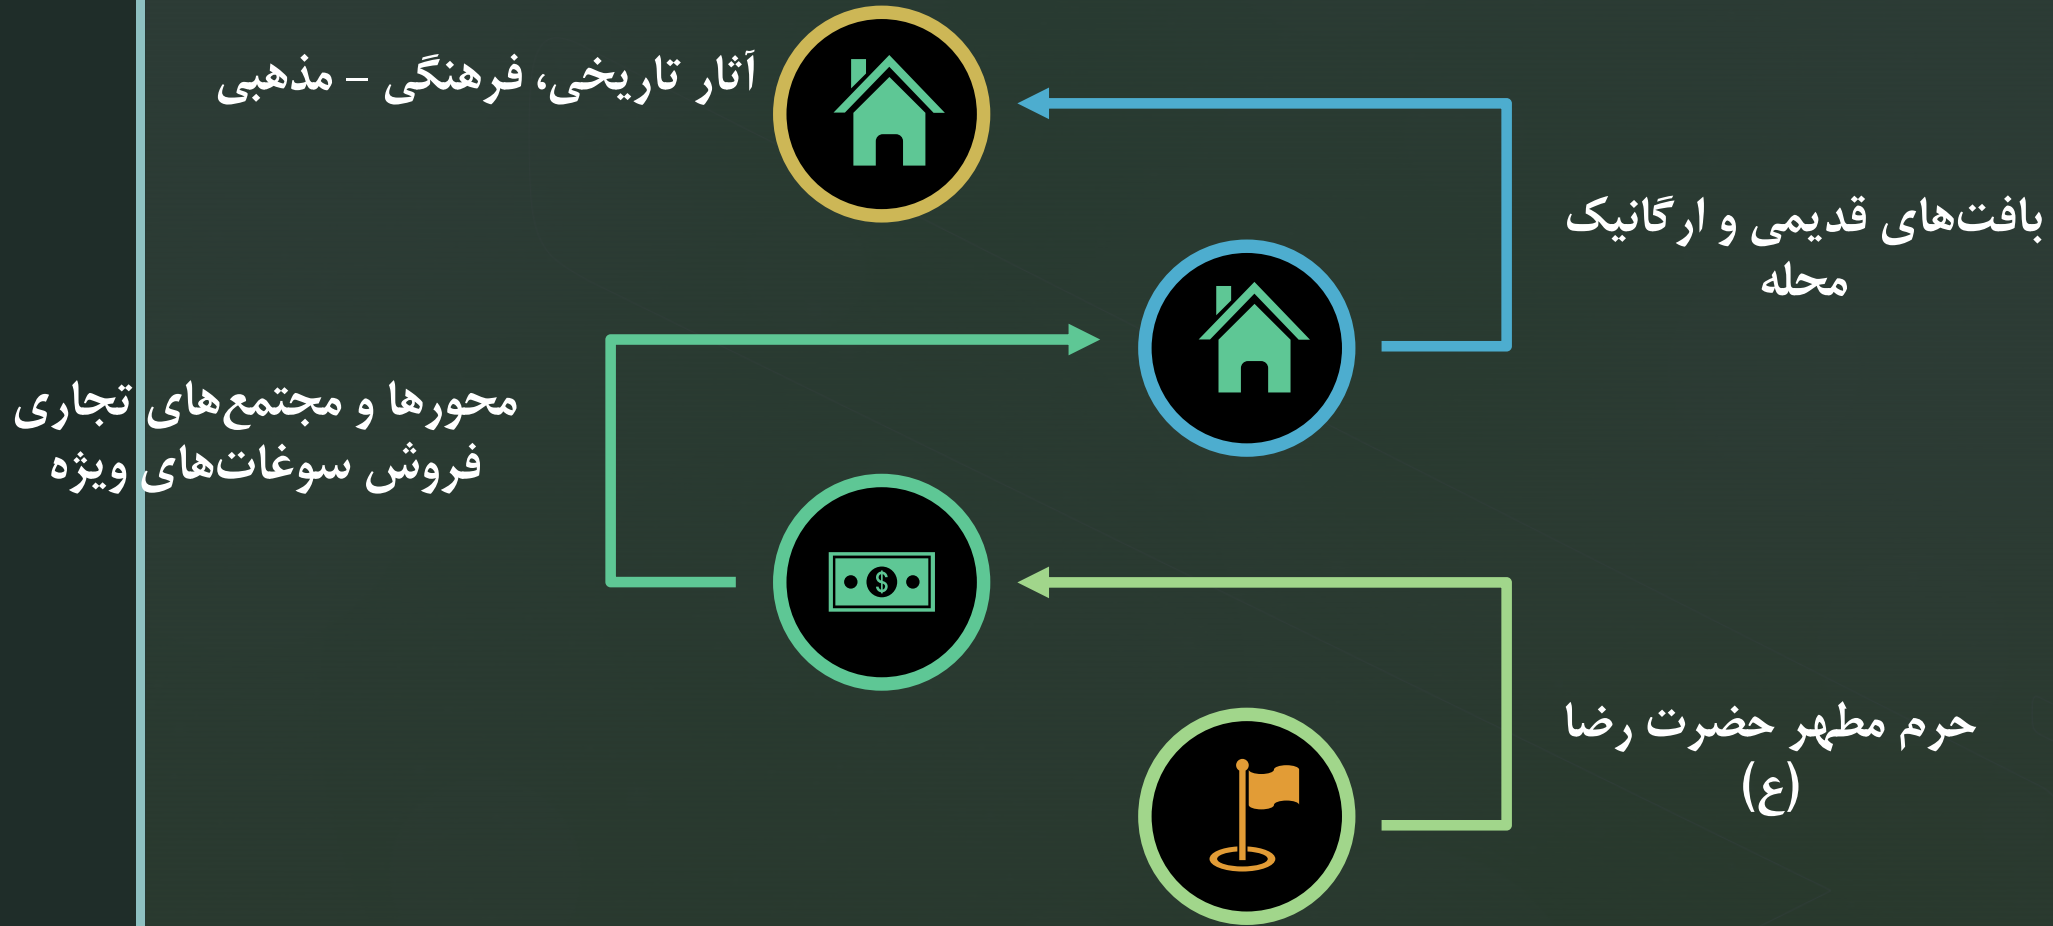 آثار تاریخی، فرهنگی – مذهبی
بافت‌های قدیمی و ارگانیک
محله
محورها و مجتمع‌های تجاری
فروش سوغات‌های ویژه
$
حرم مطهر حضرت رضا
(ع)